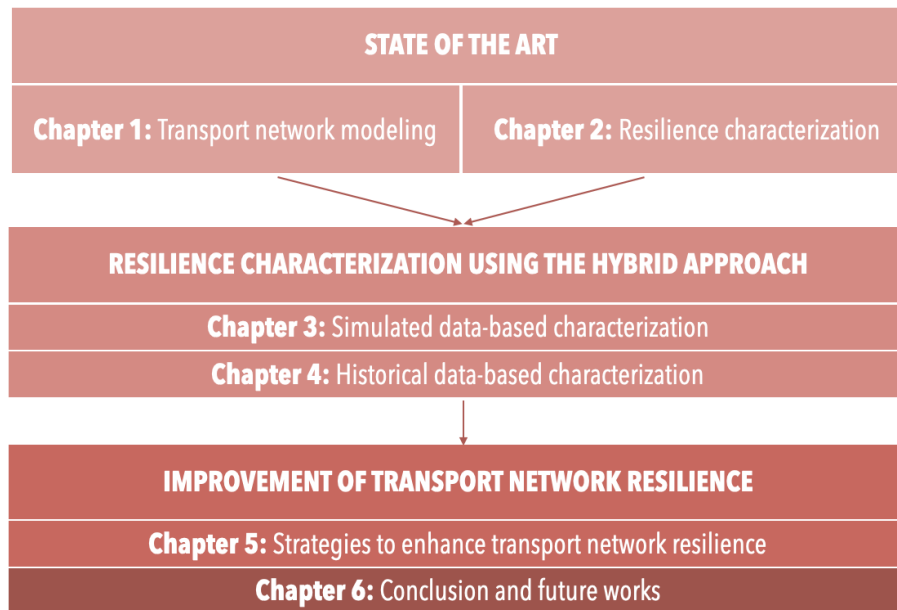 STATE OF THE ART
Chapter 1: Transport network modeling
Chapter 2: Resilience characterization
RESILIENCE CHARACTERIZATION USING THE HYBRID APPROACH
Chapter 3: Simulated data-based characterization
Chapter 4: Historical data-based characterization
IMPROVEMENT OF TRANSPORT NETWORK RESILIENCE
Chapter 5: Strategies to enhance transport network resilience
Chapter 6: Conclusion and future works